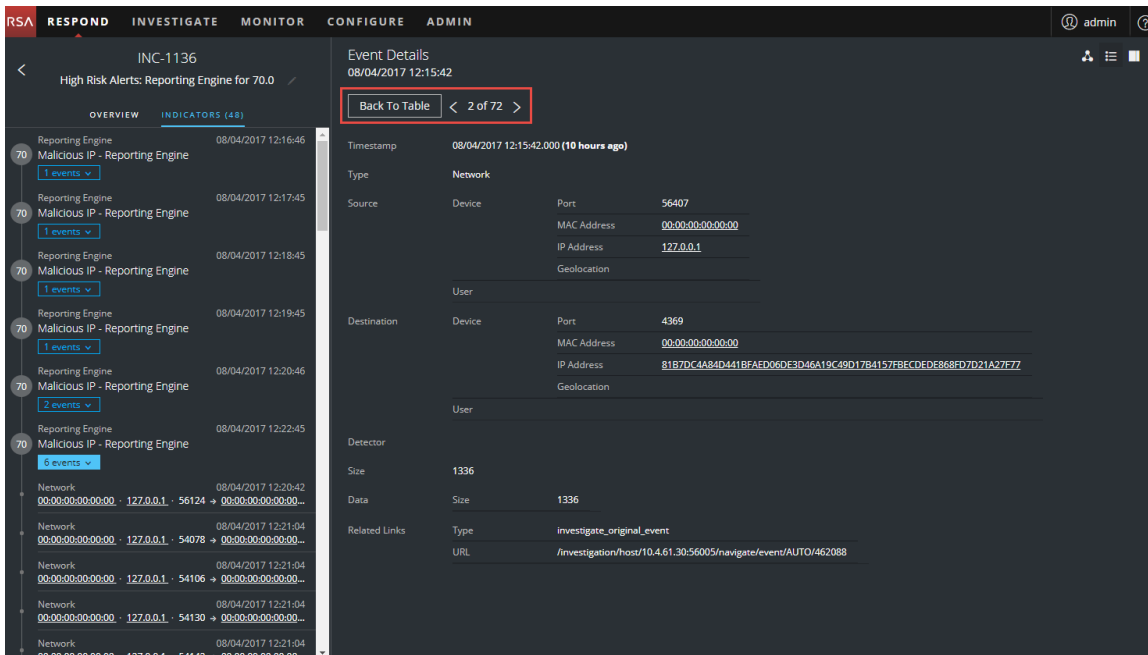 RSA RESPOND INVESTIGATE MONITOR CONFIGURE ADMIN admin ?
INC-1136
High Risk Alerts: Reporting Engine for 70.0
OVERVIEW INDICATORS (48)
Reporting Engine 08/04/2017 12:16:46
70 Malicious IP - Reporting Engine
1 events
Reporting Engine 08/04/2017 12:17:45
70 Malicious IP - Reporting Engine
1 events
Reporting Engine 08/04/2017 12:18:45
70 Malicious IP - Reporting Engine
1 events
Reporting Engine 08/04/2017 12:19:45
70 Malicious IP - Reporting Engine
1 events
Reporting Engine 08/04/2017 12:20:46
70 Malicious IP - Reporting Engine
2 events
Reporting Engine 08/04/2017 12:22:45
70 Malicious IP - Reporting Engine
6 events
Network 08/04/2017 12:20:42
00:00:00:00:00:00 · 127.0.0.1 · 56124 → 00:00:00:00:00:00...
Network 08/04/2017 12:21:04
00:00:00:00:00:00 · 127.0.0.1 · 54078 → 00:00:00:00:00:00...
Network 08/04/2017 12:21:04
00:00:00:00:00:00 · 127.0.0.1 · 54106 → 00:00:00:00:00:00...
Network 08/04/2017 12:21:04
00:00:00:00:00:00 · 127.0.0.1 · 54130 → 00:00:00:00:00:00...
Network 08/04/2017 12:21:04
Event Details
08/04/2017 12:15:42
Back To Table < 2 of 72 >
Timestamp 08/04/2017 12:15:42.000 (10 hours ago)
Type Network
Source Device Port 56407
MAC Address 00:00:00:00:00:00
IP Address 127.0.0.1
Geolocation
User
Destination Device Port 4369
MAC Address 00:00:00:00:00:00
IP Address 81B7DC4A84D441BFAED06DE3D46A19C49D17B4157FBECDEDE868FD7D21A27F77
Geolocation
User
Detector
Size 1336
Data Size 1336
Related Links Type investigate_original_event
URL /investigation/host/10.4.61.30:56005/navigate/event/AUTO/462088